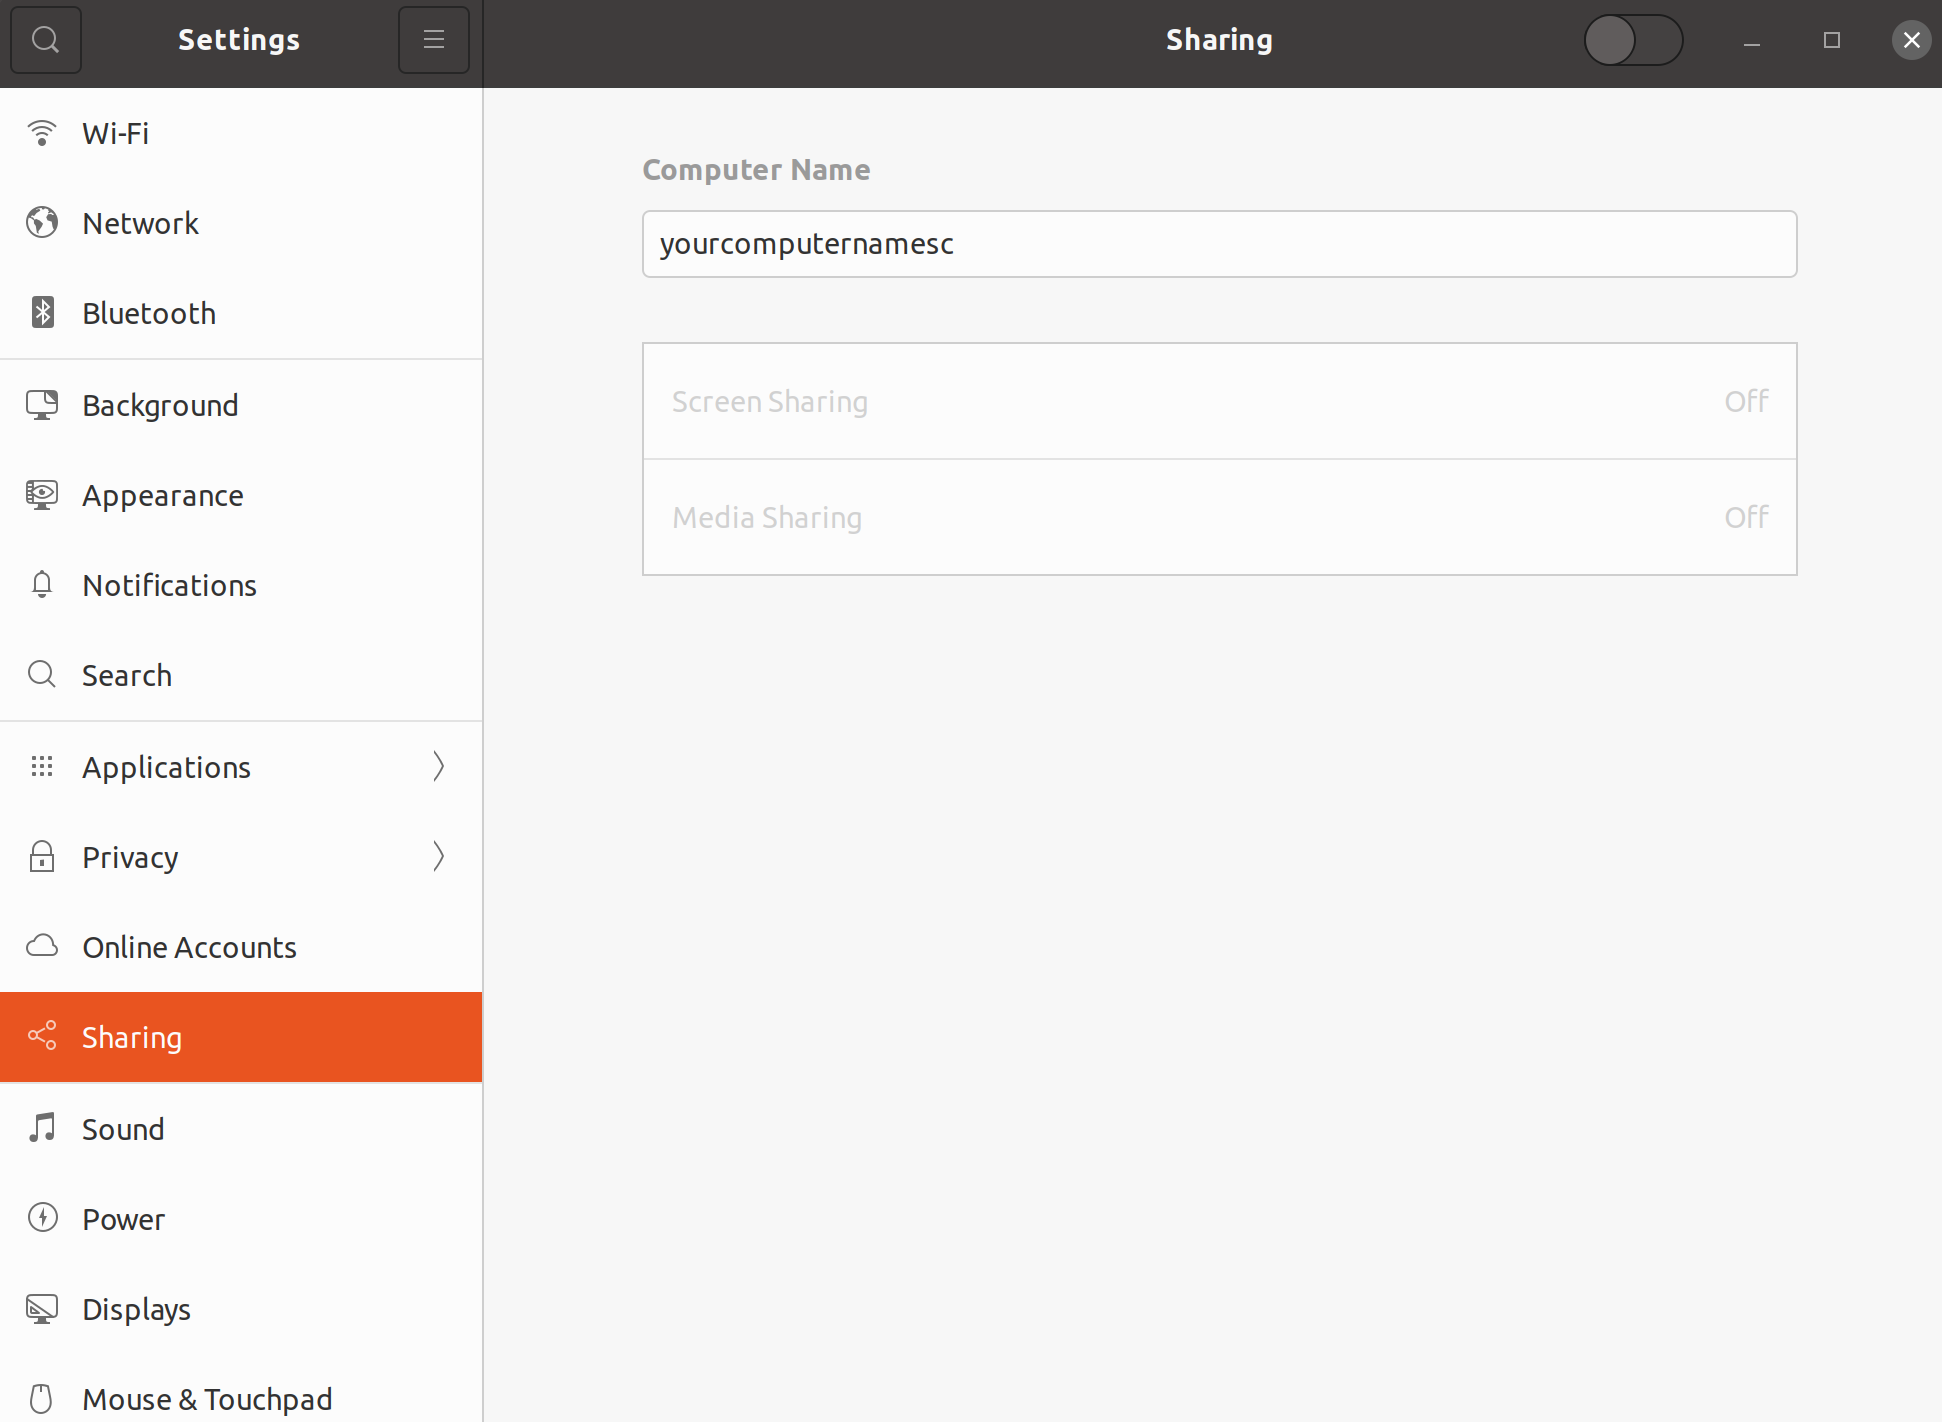 Settings
Sharing
Wi-Fi
Network
Bluetooth
Background
Appearance
Notifications
Search
Applications
Privacy
Online Accounts
Sharing
Sound
Power
Displays
Mouse & Touchpad
Computer Name
yourcomputernamesc
Screen Sharing Off
Media Sharing Off